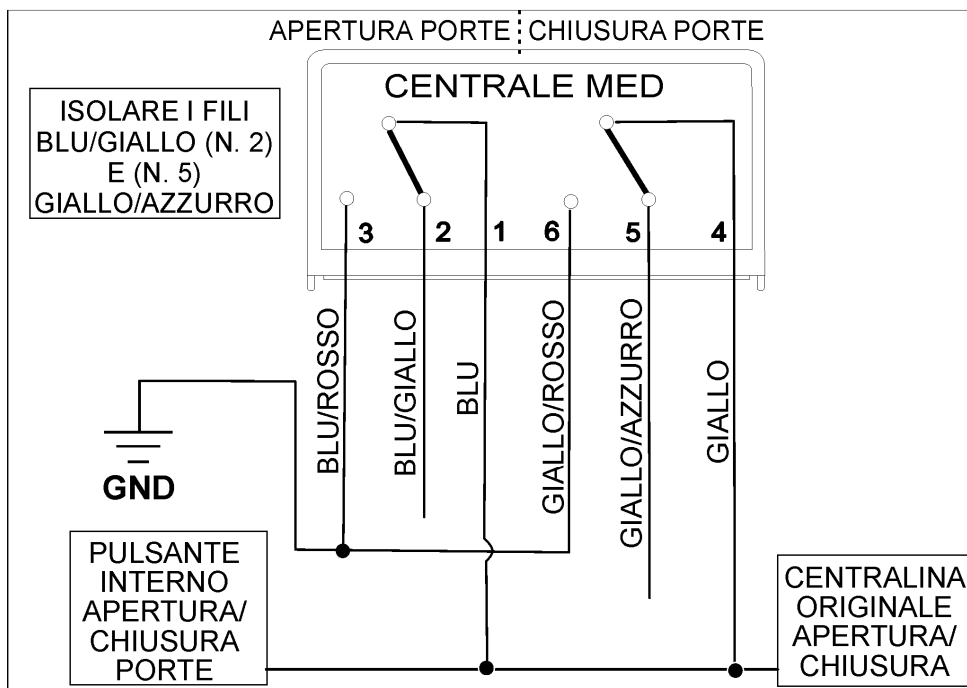 APERTURA PORTE
CHIUSURA PORTE
CENTRALE MED
ISOLARE I FILI
BLU/GIALLO (N. 2)
E (N. 5)
GIALLO/AZZURRO
3
2
1
6
5
4
BLU/ROSSO
BLU/GIALLO
BLU
GIALLO/ROSSO
GIALLO/AZZURRO
GIALLO
GND
PULSANTE
INTERNO
APERTURA/
CHIUSURA
PORTE
CENTRALINA
ORIGINALE
APERTURA/
CHIUSURA